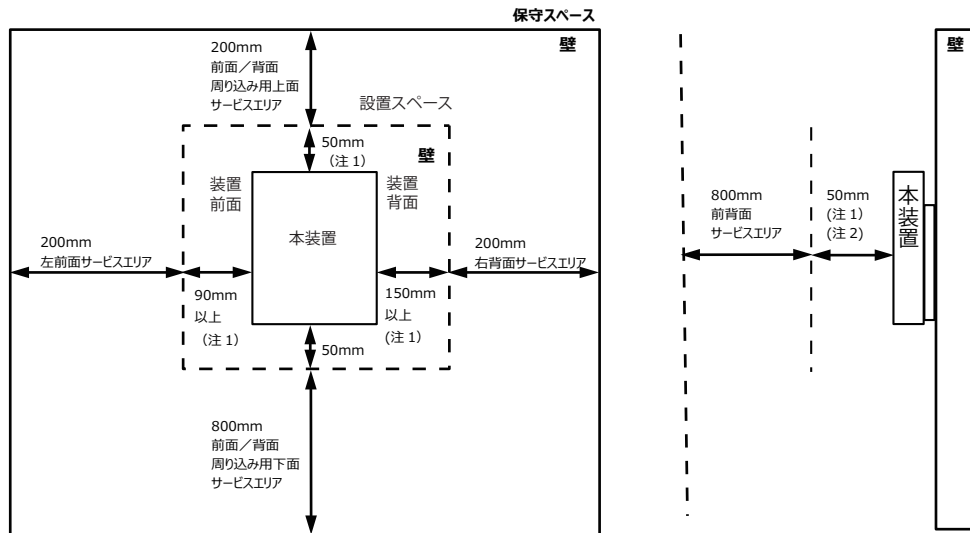 保守スペース
壁
200mm
前面／背面
周り込み用上面
サービスエリア
設置スペース
50mm
（注 1）
壁
装置
前面
装置
背面
本装置
200mm
左前面サービスエリア
200mm
右背面サービスエリア
90mm
以上
（注 1）
150mm
以上
(注 1)
50mm
800mm
前面／背面
周り込み用下面
サービスエリア
壁
800mm
前背面
サービスエリア
50mm
(注 1)
(注 2)
本装置